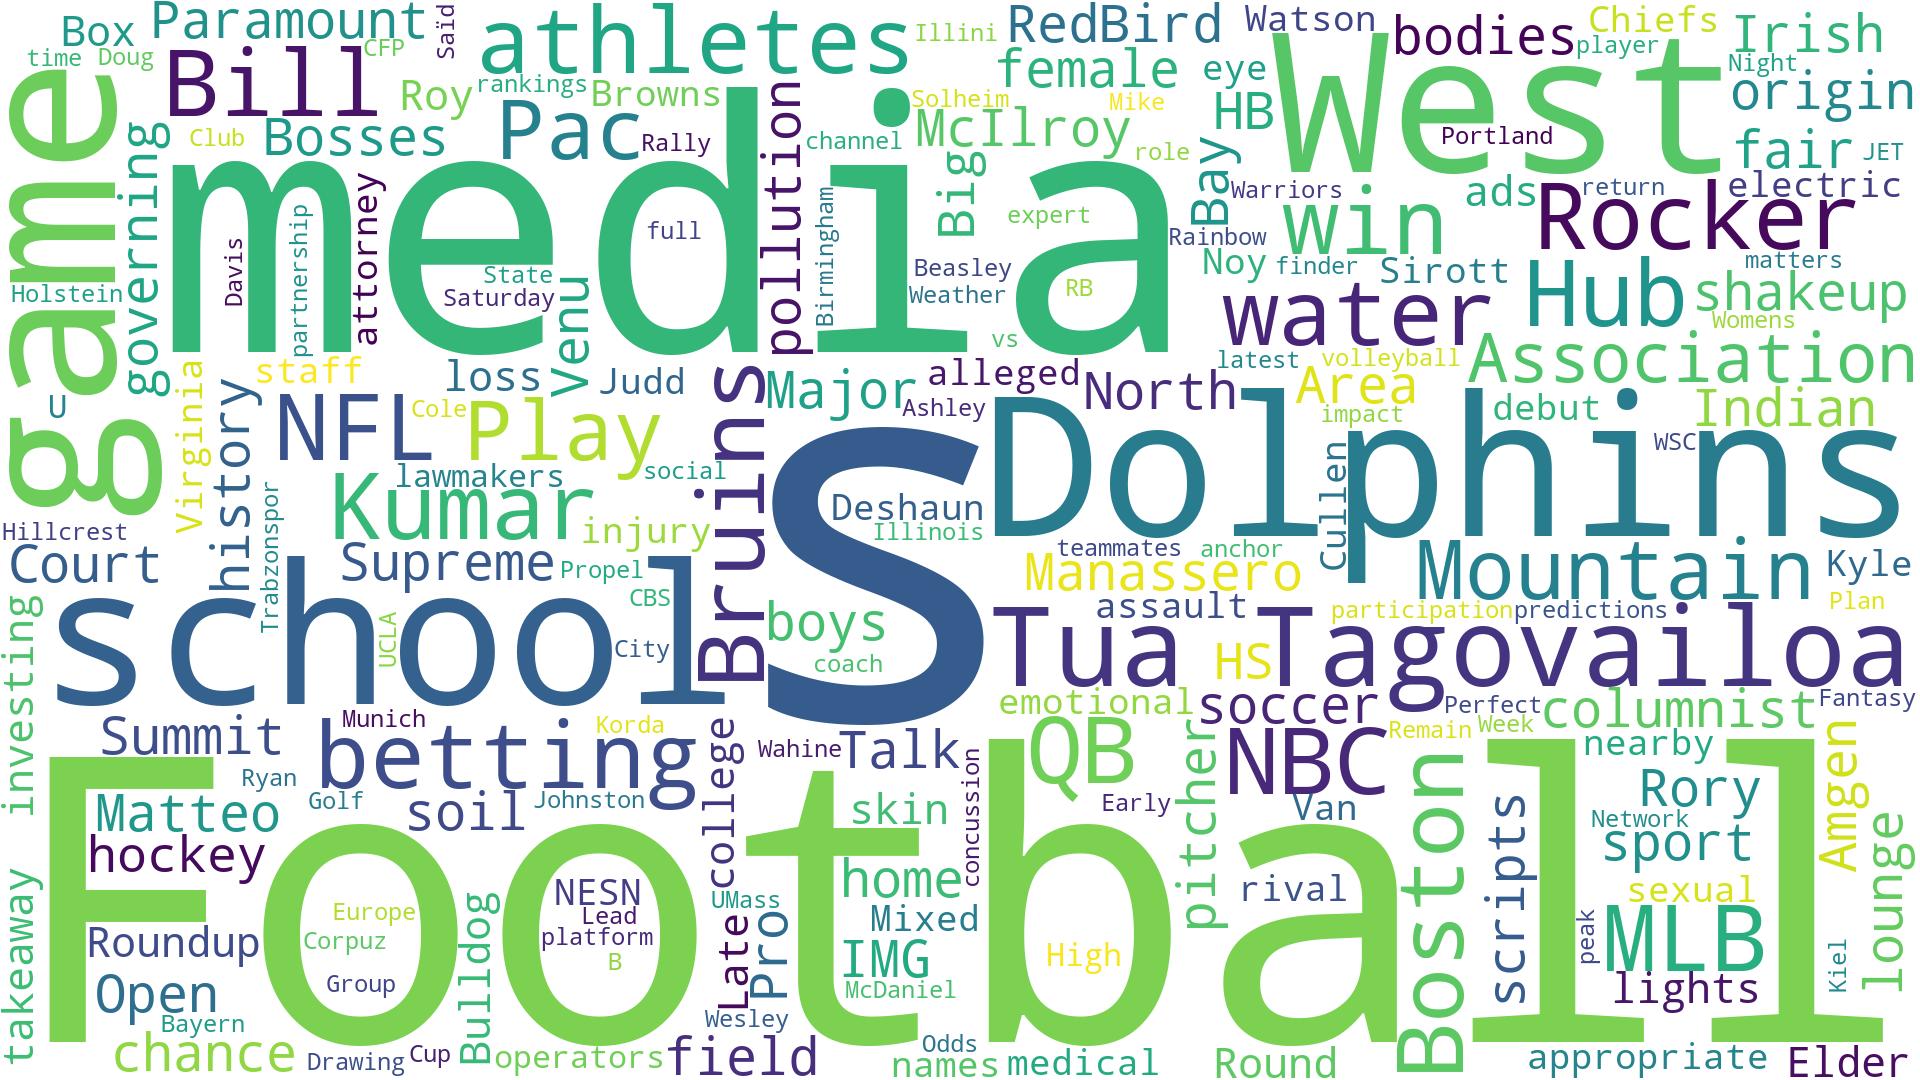 Box
Paramount
Saïd
athletes
Illini
RedBird
Watson
bodies
Chiefs
Irish
time
Doug
Bill
CFP
rankings
Browns
female
eye
player
Night
Roy
HB
West
origin
Club
Bosses
Pac
Rally
pollution
channel
Solheim
Mike
McIlroy
role
Portland
fair
JET
game
governing
media
Big
Bay
Warriors
ads
return
electric
attorney
Davis
partnership
full
Birmingham
expert
Rainbow
win
Rocker
Holstein
State
Saturday
Venu
Beasley
Weather
RB
Noy
finder
Sirott
matters
water
Hub
shakeup
vs
Womens
staff
loss
Judd
Major
alleged
latest
volleyball
Association
Virginia
history
U
NFL
Cole
Play
Bruins
Ashley
North
Area
impact
debut
Indian
Kumar
lawmakers
social
S
Dolphins
WSC
Deshaun
Cullen
injury
Illinois
Hillcrest
Trabzonspor
Court
Supreme
Propel
teammates
anchor
Manassero
Mountain
Kyle
CBS
school
UCLA
City
boys
coach
assault
participation
predictions
Plan
Tua
HS
Tagovailoa
investing
Summit
Munich
Korda
emotional
soccer
Perfect
Remain
Week
columnist
Fantasy
betting
college
Wahine
Talk
QB
pitcher
NBC
nearby
Ryan
Golf
Johnston
concussion
Early
Van
Boston
scripts
Rory
Amgen
Matteo
soil
skin
Network
sport
lounge
hockey
Football
NESN
UMass
home
rival
sexual
takeaway
Europe
Lead
platform
Mixed
MLB
Roundup
Corpuz
Bulldog
B
Late
Pro
IMG
High
peak
Kiel
Group
McDaniel
lights
Open
Bayern
Wesley
chance
Drawing
Cup
operators
field
Odds
names
medical
Round
appropriate
Elder